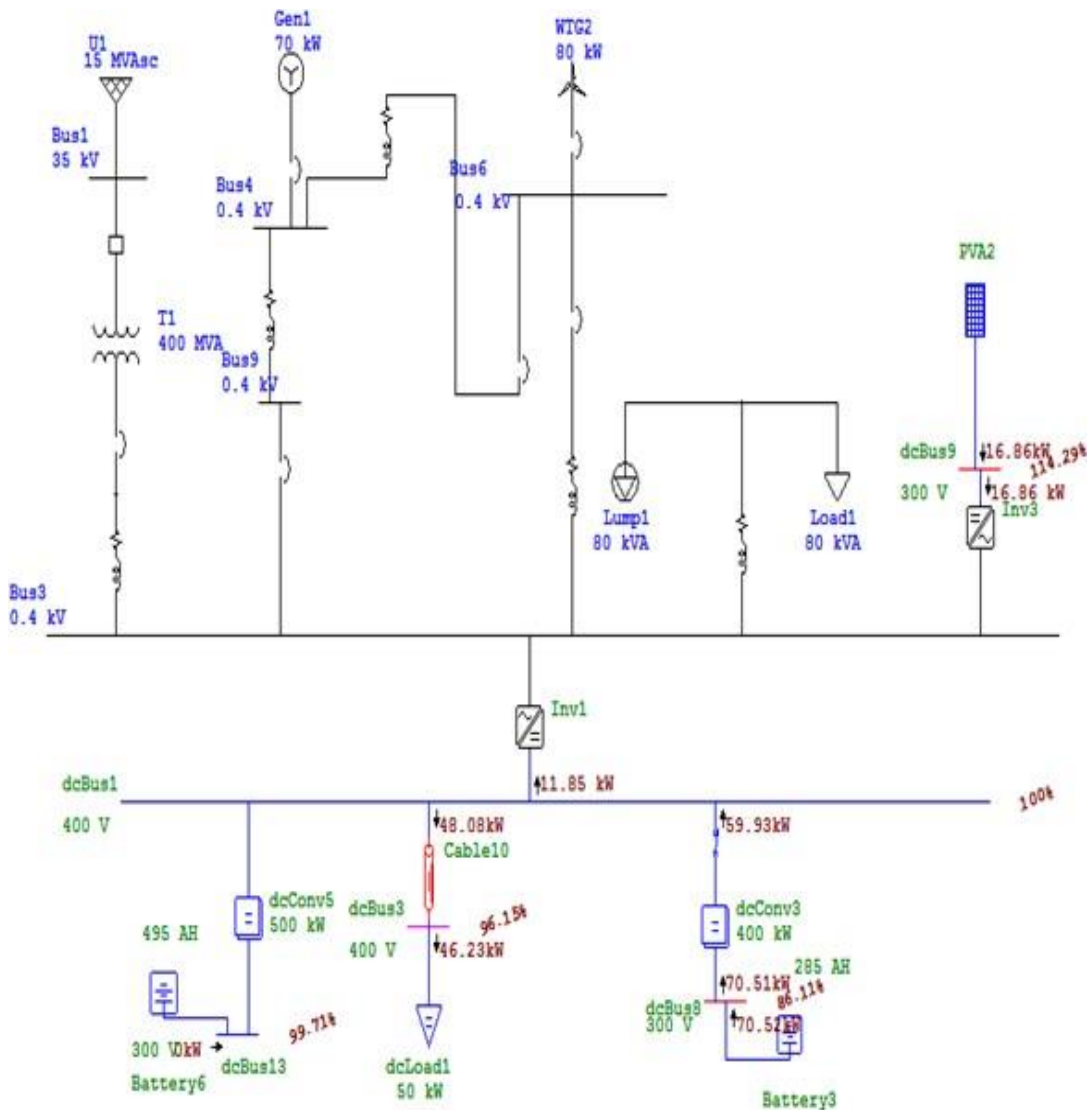 U1
15 MVAsc
Gen1
70 kW
WTG2
80 kW
Bus1
35 kV
Bus4
0.4 kV
Bus6
0.4 kV
PVA2
T1
400 MVA
Bus9
0.4 kV
dcBus9
300 V
16.86kW
114.29%
16.86 kW
Inv3
Lump1
80 kVA
Load1
80 kVA
Bus3
0.4 kV
Inv1
11.85 kW
dcBus1
400 V
100%
48.08kW
Cable10
59.93kW
dcConv5
500 kW
dcBus3
400 V
96.15%
46.23kW
dcConv3
400 kW
495 AH
285 AH
70.51kW
86.11%
dcBus8
300 V
70.52kW
99.71%
300 V
0kW
dcBus13
Battery6
dcLoad1
50 kW
Battery3